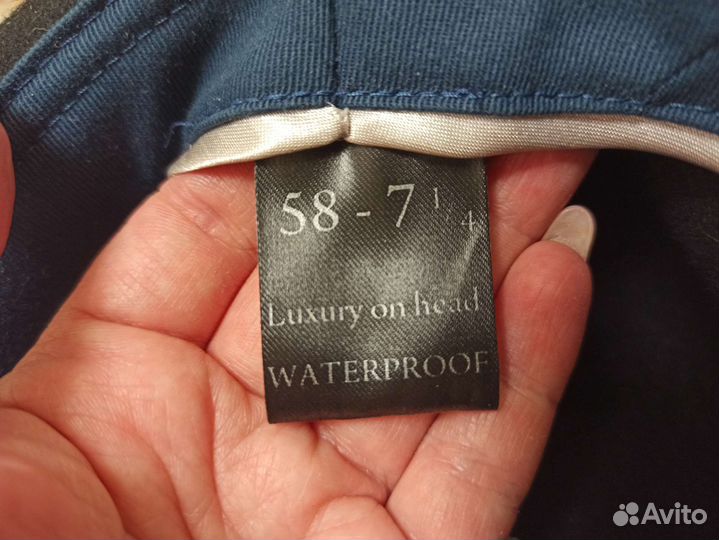 58 - 7 1/4
Luxury on head
WATERPROOF
Avito